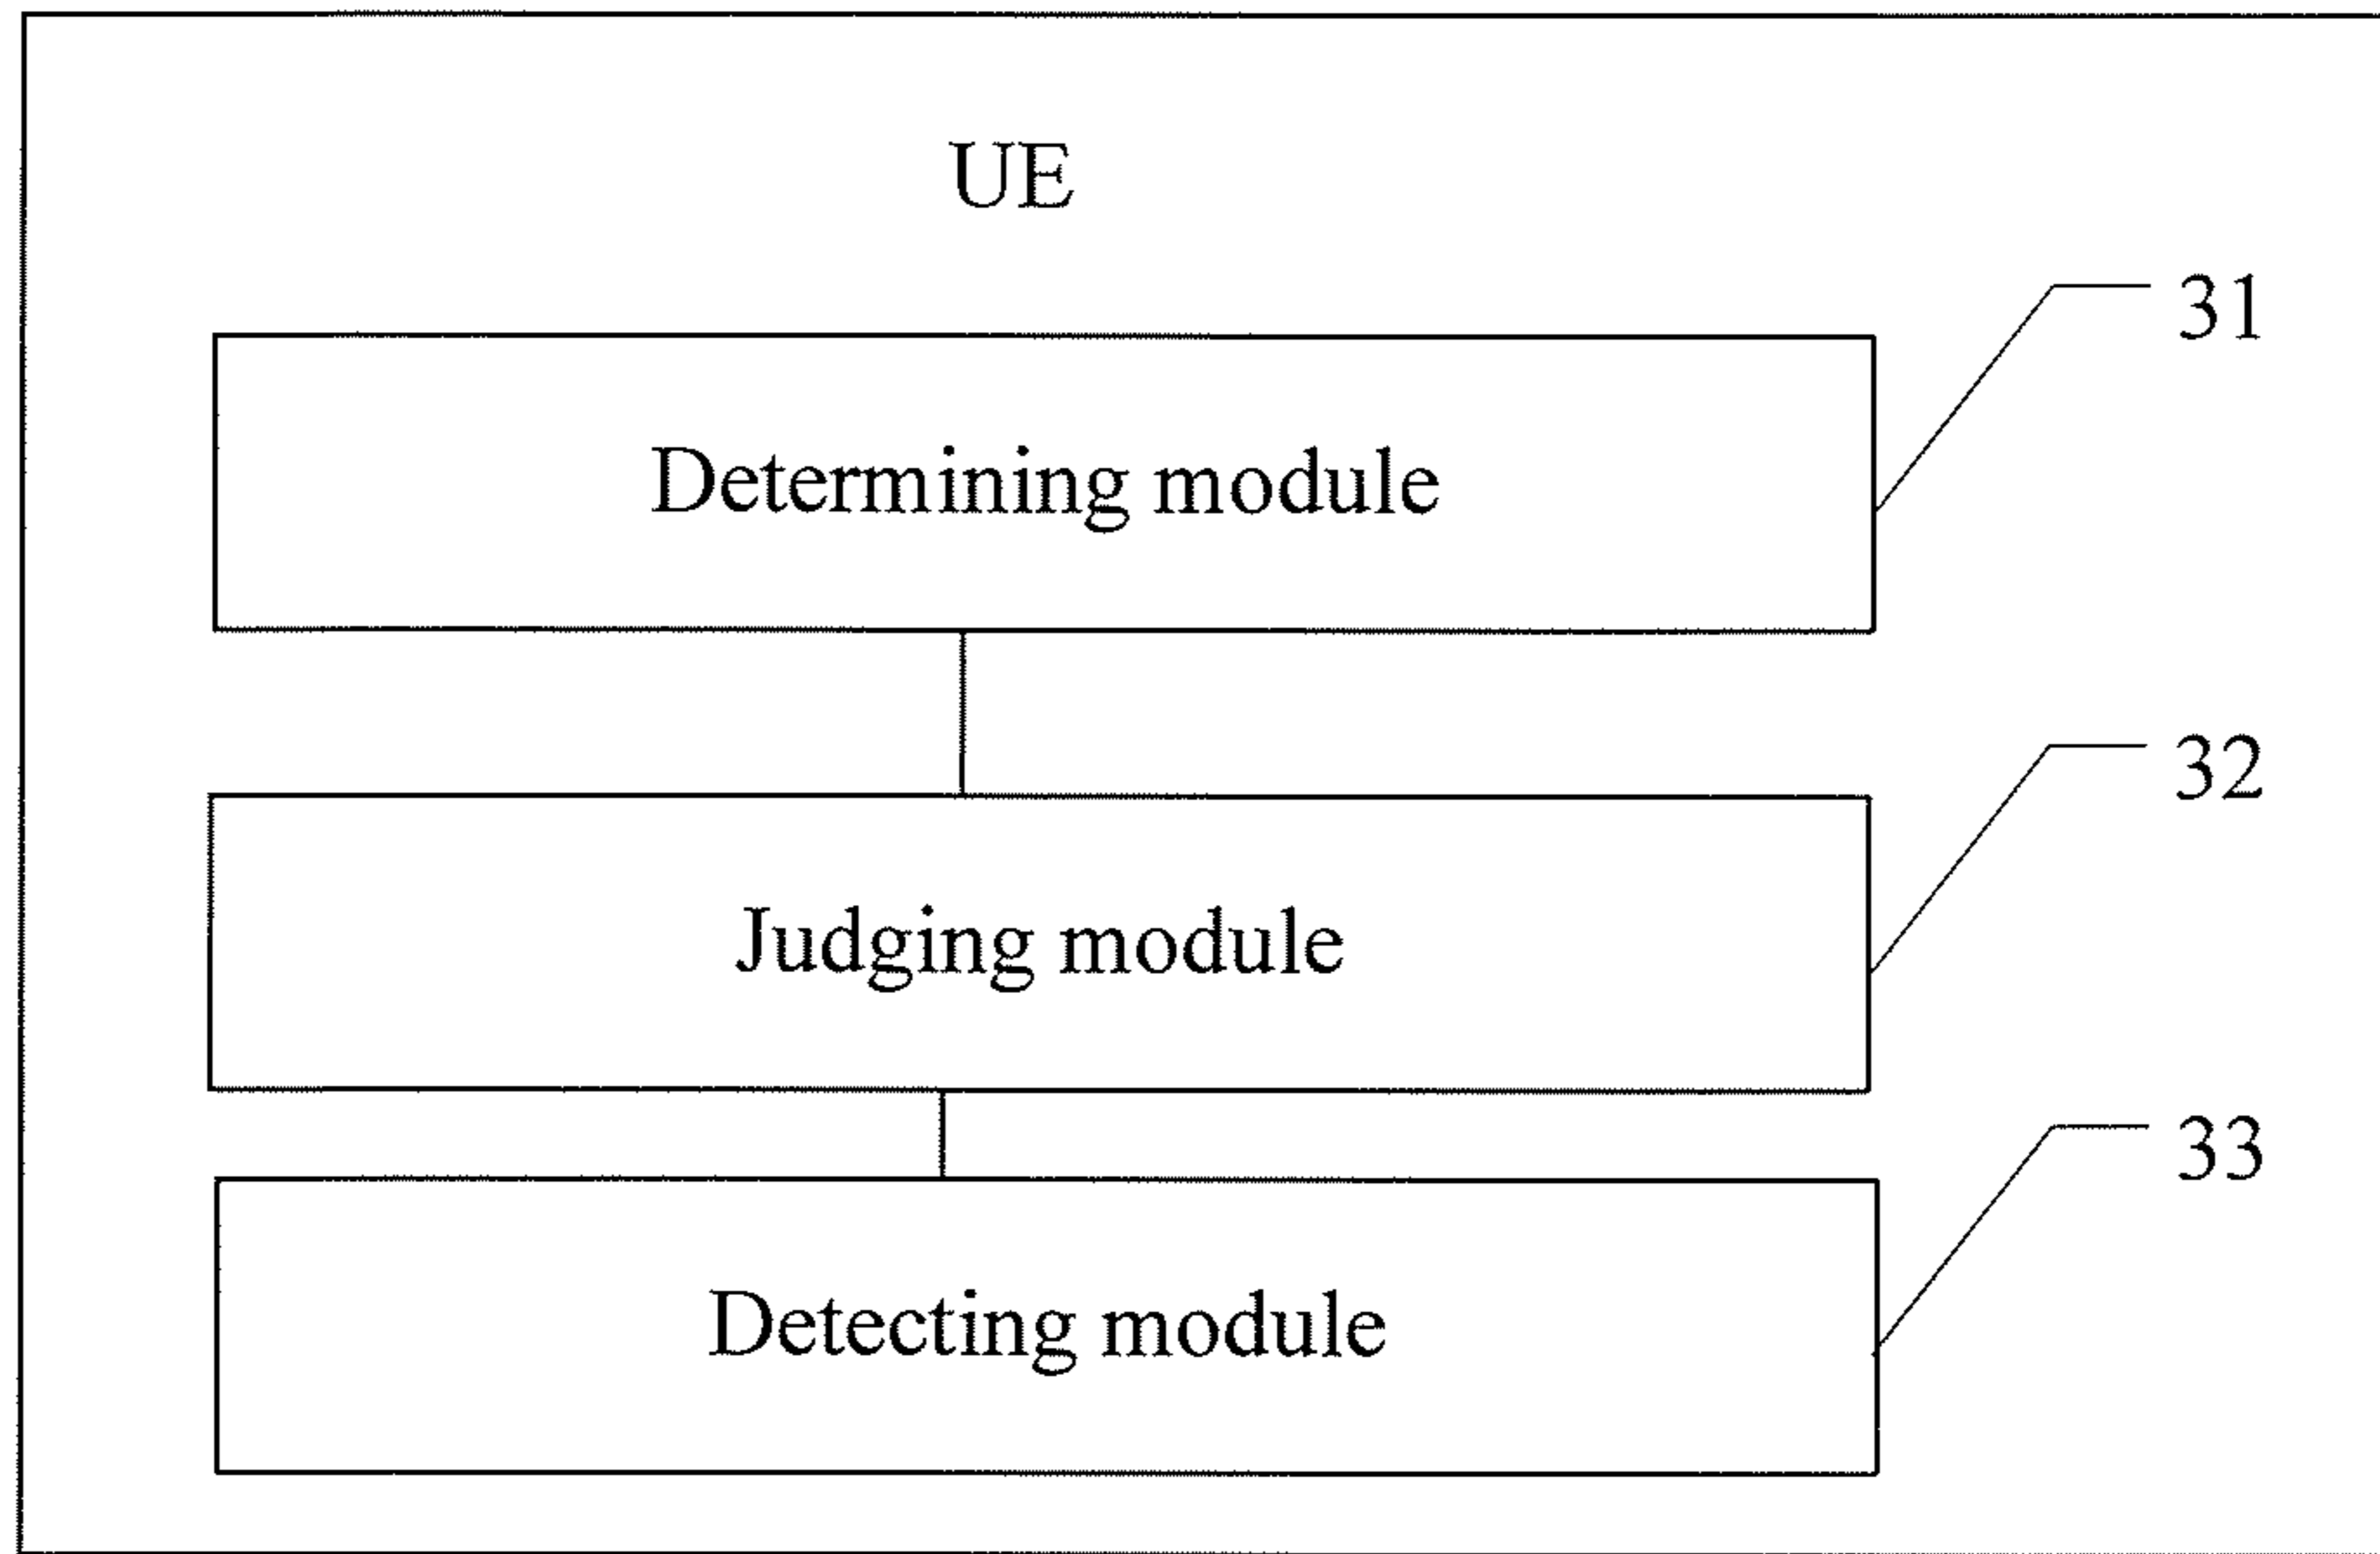 UE
31
Determining module
32
Judging module
33
Detecting module